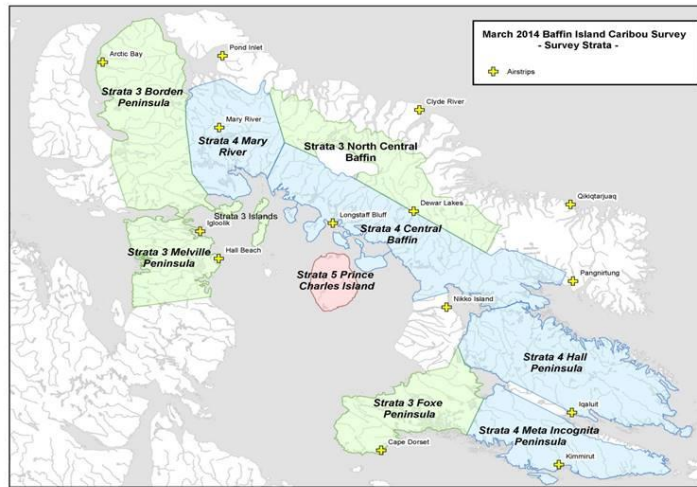 March 2014 Baffin Island Caribou Survey
- Survey Strata -
Airstrips
Arctic Bay
Pond Inlet
Strata 3 Borden
Peninsula
Mary River
Strata 4 Mary
River
Clyde River
Strata 3 North Central
Baffin
Qikiqtarjuaq
Strata 3 Islands
Igloolik
Longstaff Bluff
Dewar Lakes
Strata 4 Central
Baffin
Strata 3 Melville
Peninsula
Hall Beach
Strata 5 Prince
Charles Island
Pangnirtung
Nikko Island
Strata 4 Hall
Peninsula
Strata 3 Foxe
Peninsula
Iqaluit
Strata 4 Meta Incognita
Peninsula
Cape Dorset
Kimmirut